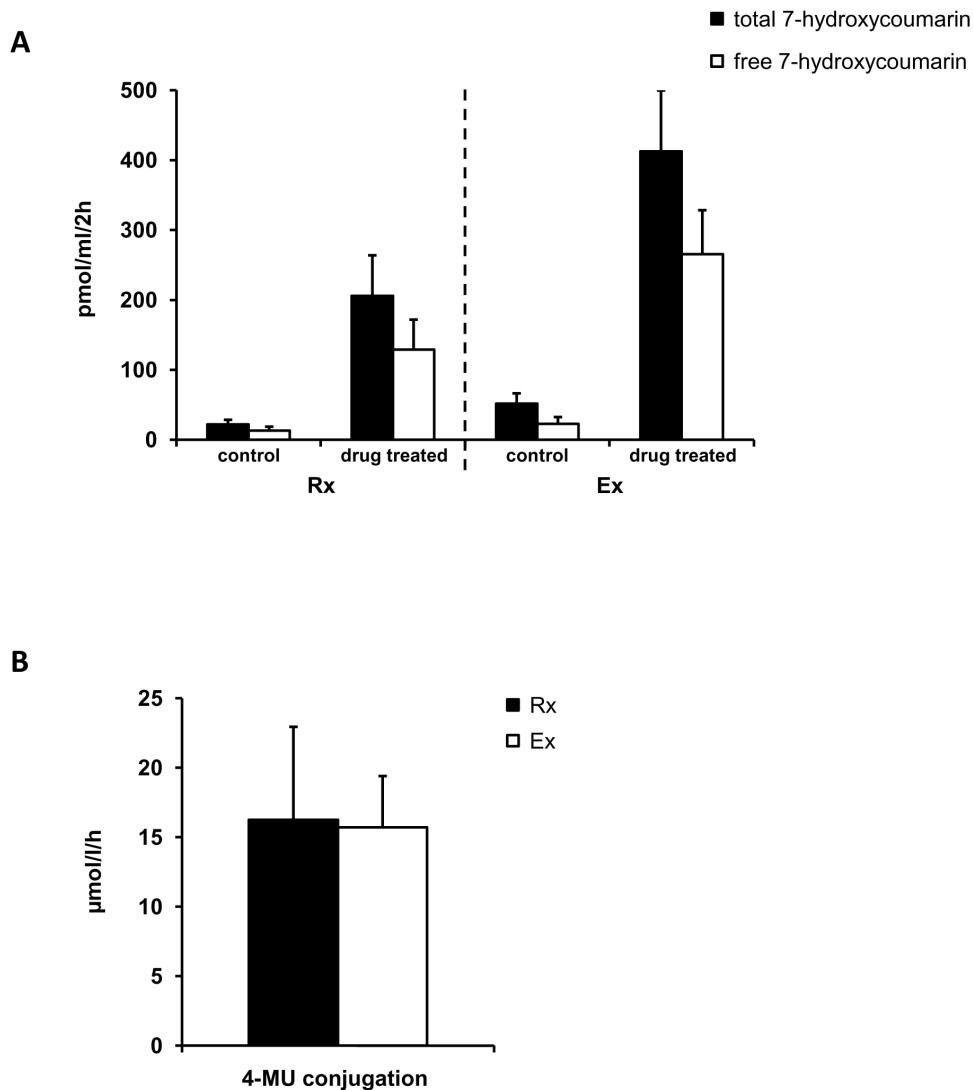 A
total 7-hydroxycoumarin
free 7-hydroxycoumarin
pmol/ml/2h
500
400
300
200
100
0
control
drug treated
control
drug treated
Rx
Ex
B
Rx
Ex
µmol/l/h
25
20
15
10
5
0
4-MU conjugation